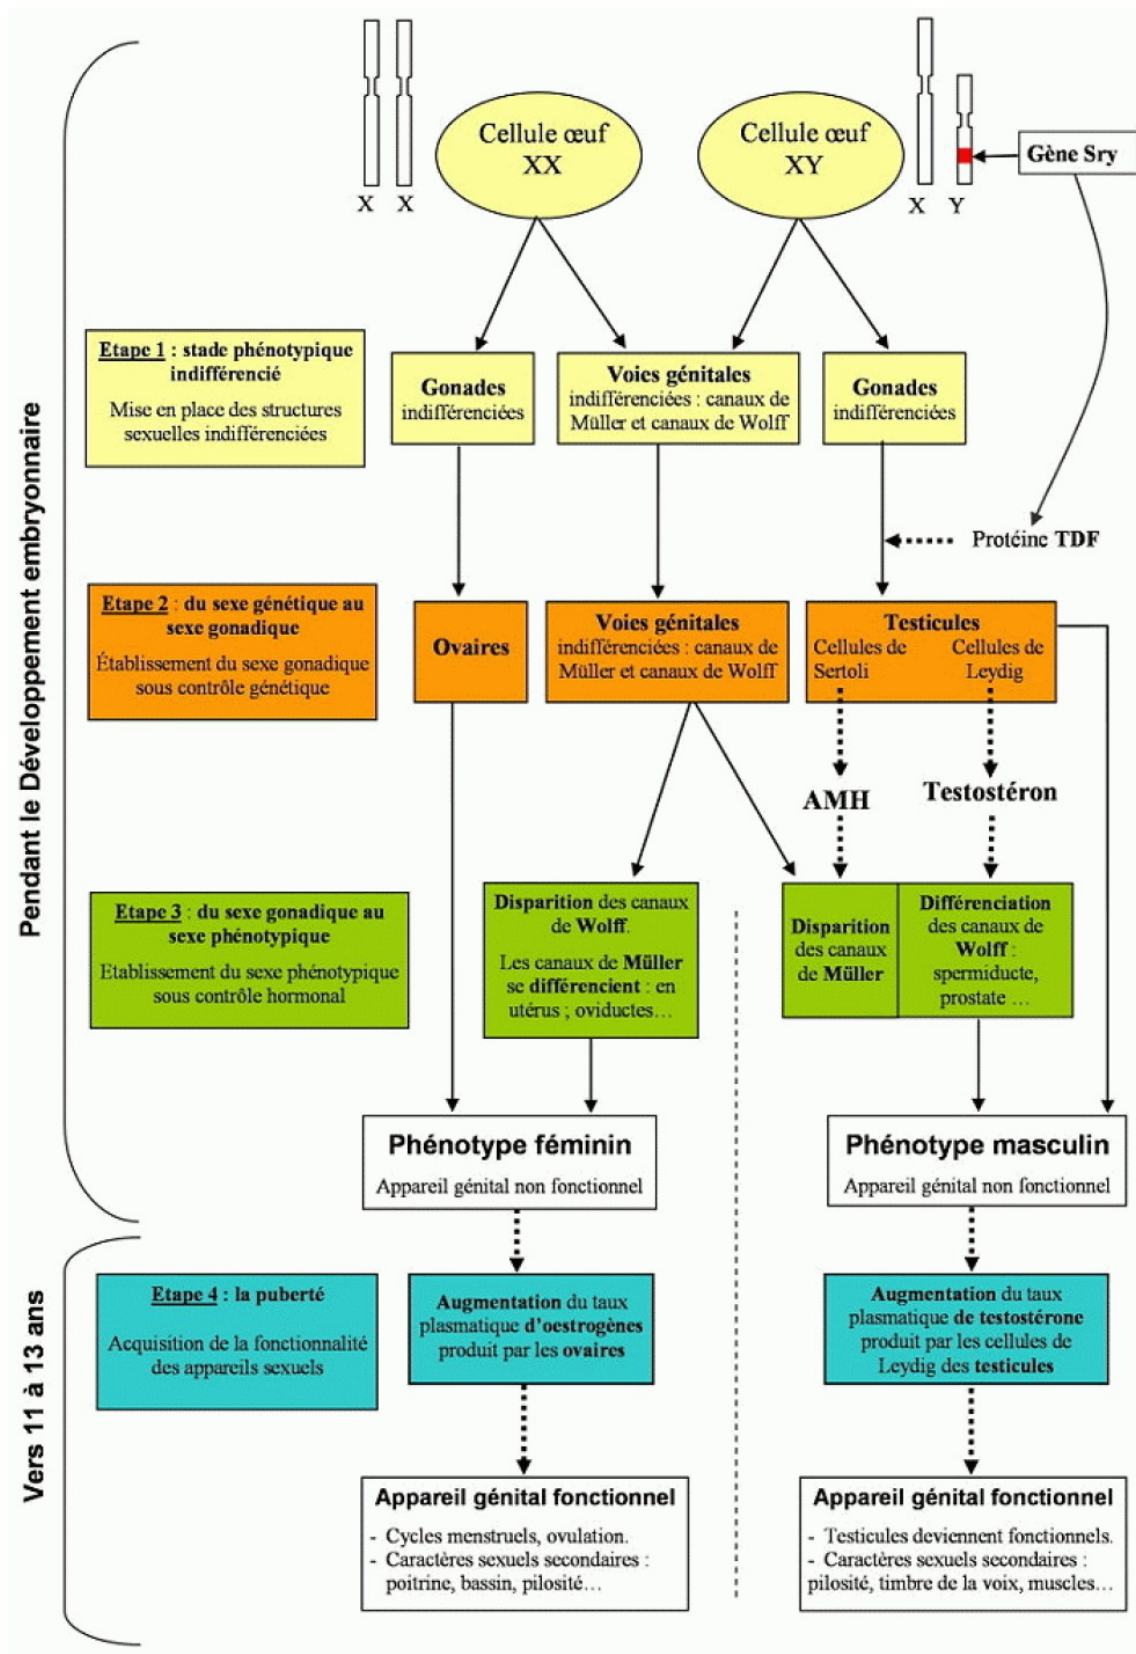 Pendant le Développement embryonnaire
Cellule œuf
XX
X X
Cellule œuf
XY
X Y
Gène Sry
Etape 1 : stade phénotypique
indifférencié
Mise en place des structures
sexuelles indifférenciées
Gonades
indifférenciées
Voies génitales
indifférenciées : canaux de
Müller et canaux de Wolff
Gonades
indifférenciées
Protéine TDF
Etape 2 : du sexe génétique au
sexe gonadique
Établissement du sexe gonadique
sous contrôle génétique
Ovaires
Voies génitales
indifférenciées : canaux de
Müller et canaux de Wolff
Testicules
Cellules de
Sertoli
Cellules de
Leydig
AMH
Testostéron
Etape 3 : du sexe gonadique au
sexe phénotypique
Etablissement du sexe phénotypique
sous contrôle hormonal
Disparition des canaux
de Wolff.
Les canaux de Müller
se différencient : en
utérus ; oviductes…
Disparition
des canaux
de Müller
Différenciation
des canaux de
Wolff :
spermiducte,
prostate …
Phénotype féminin
Appareil génital non fonctionnel
Phénotype masculin
Appareil génital non fonctionnel
Vers 11 à 13 ans
Etape 4 : la puberté
Acquisition de la fonctionnalité
des appareils sexuels
Augmentation du taux
plasmatique d’oestrogènes
produit par les ovaires
Augmentation du taux
plasmatique de testostérone
produit par les cellules de
Leydig des testicules
Appareil génital fonctionnel
- Cycles menstruels, ovulation.
- Caractères sexuels secondaires :
poitrine, bassin, pilosité…
Appareil génital fonctionnel
- Testicules deviennent fonctionnels.
- Caractères sexuels secondaires :
pilosité, timbre de la voix, muscles…